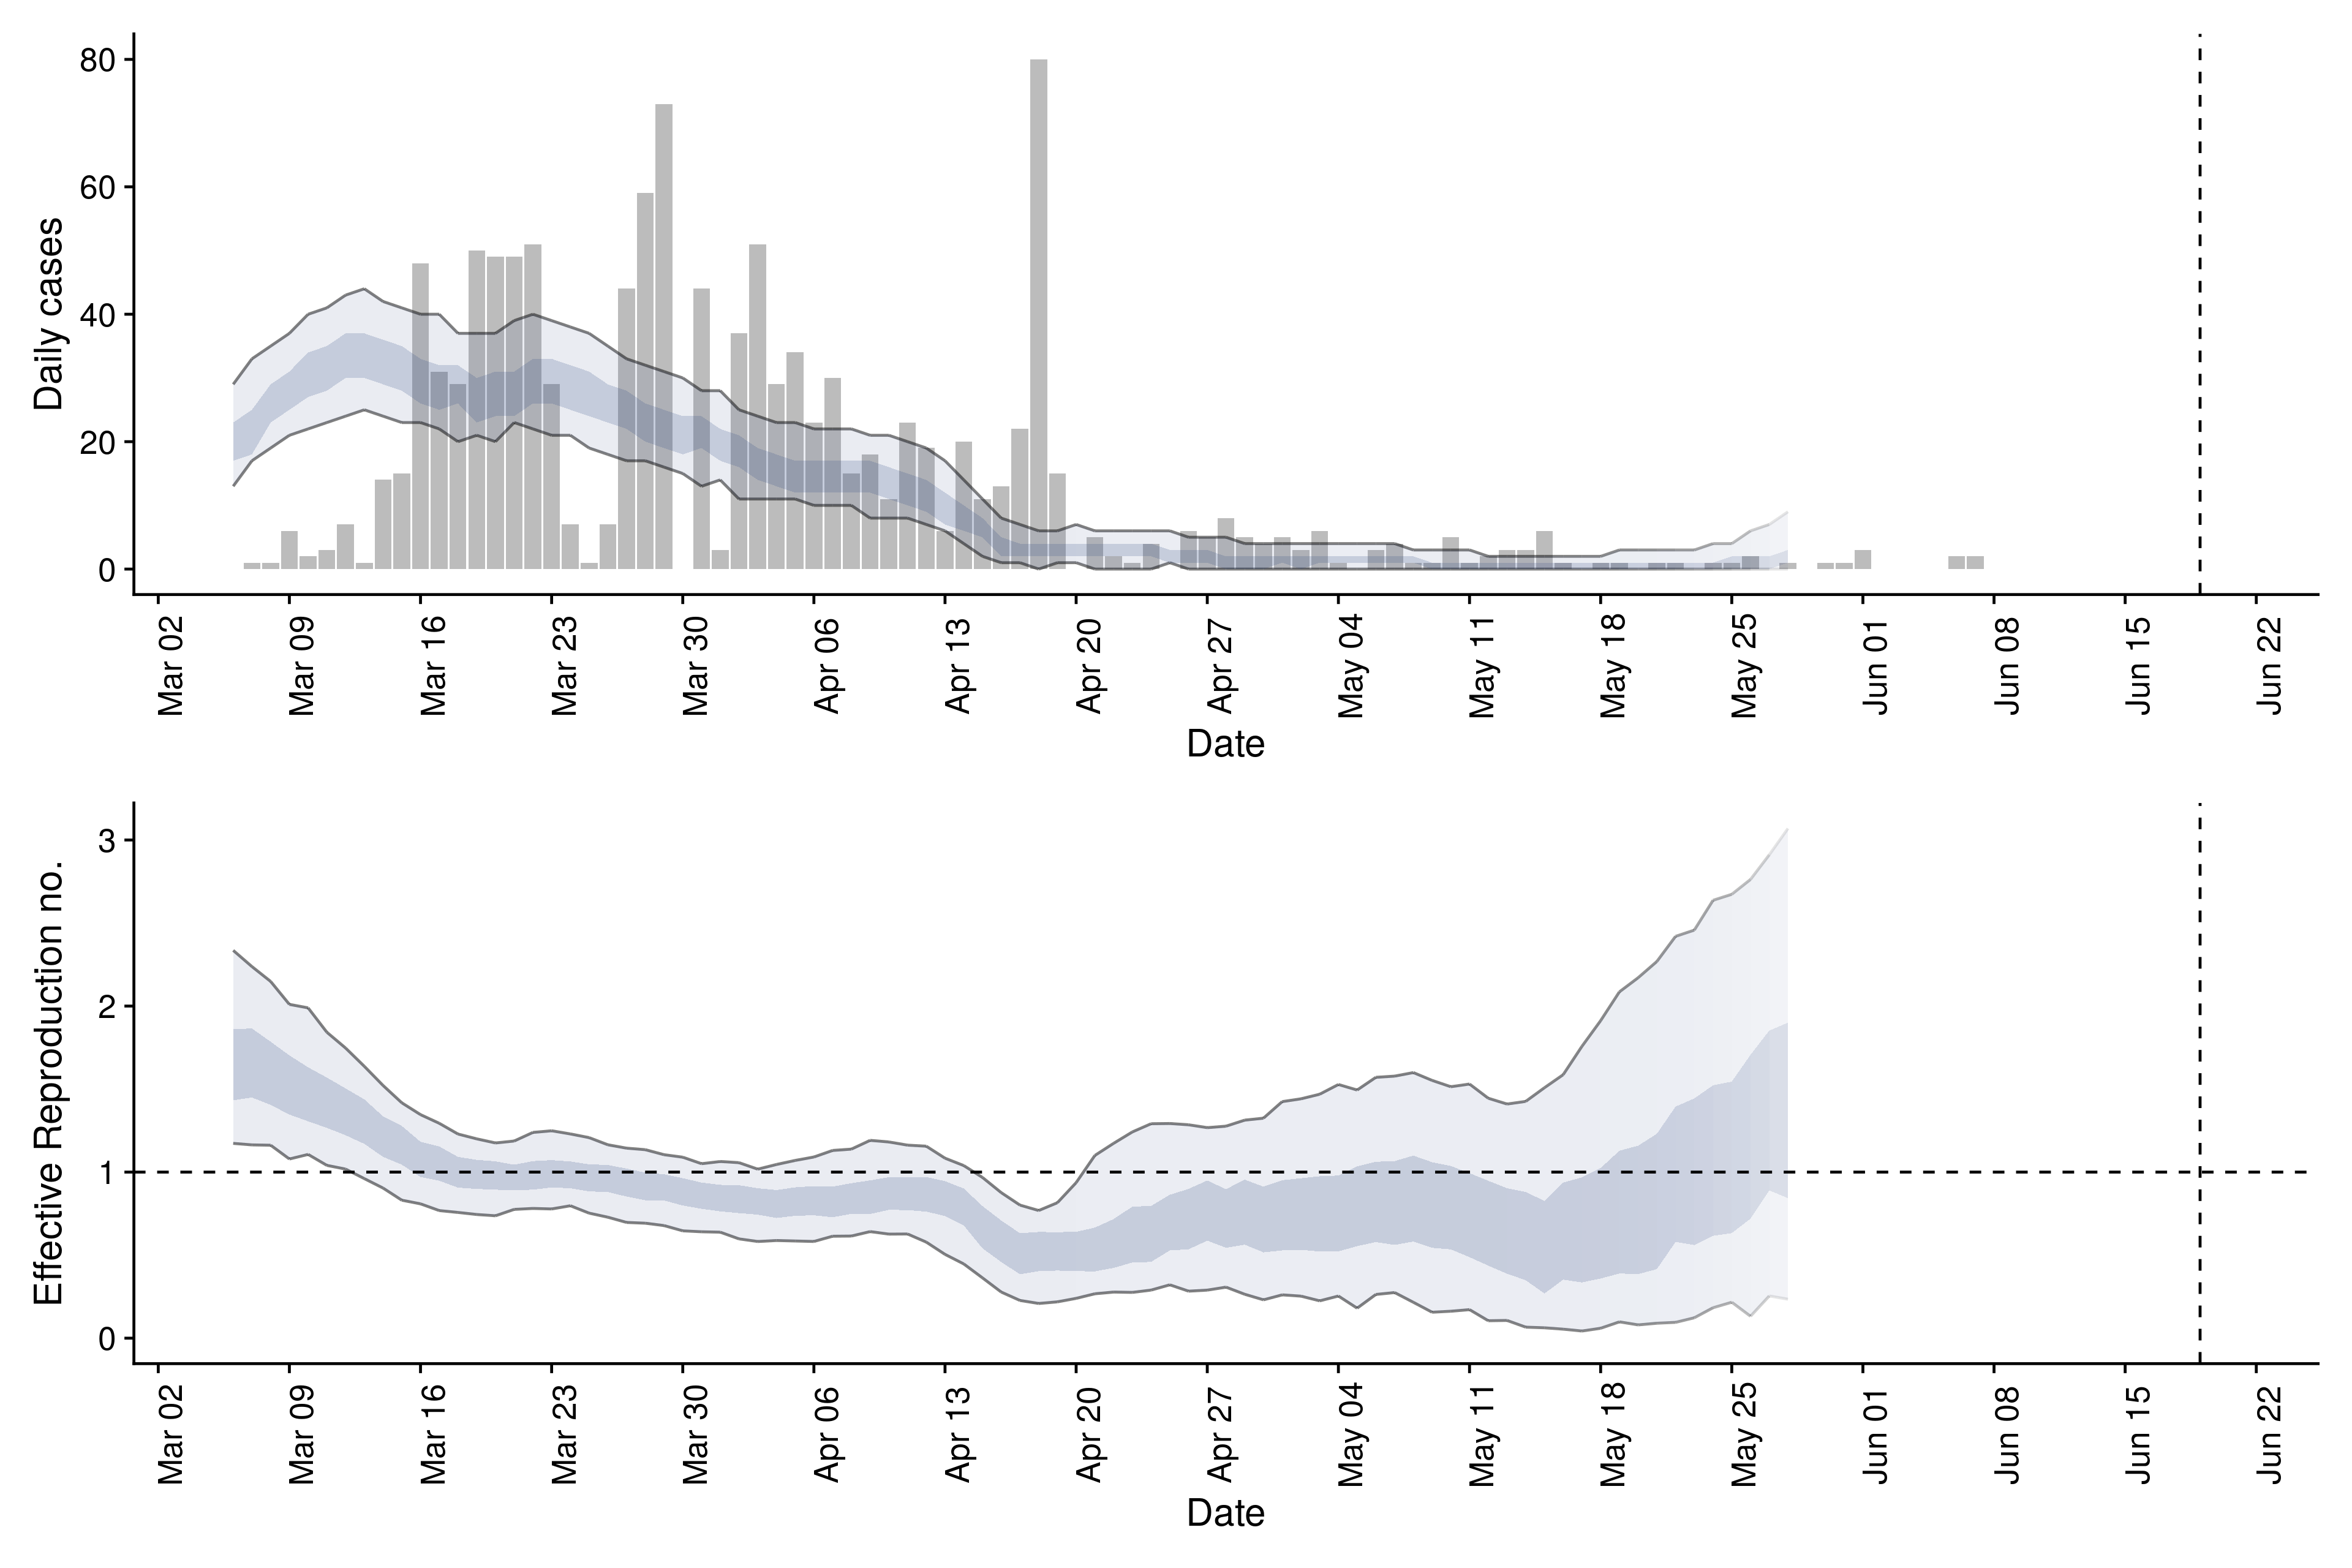 Daily cases
80
60
40
20
0
Mar 02
Mar 09
Mar 16
Mar 23
Mar 30
Apr 06
Apr 13
Apr 20
Apr 27
May 04
May 11
May 18
May 25
Jun 01
Jun 08
Jun 15
Jun 22
Date
Effective Reproduction no.
3
2
1
0
Mar 02
Mar 09
Mar 16
Mar 23
Mar 30
Apr 06
Apr 13
Apr 20
Apr 27
May 04
May 11
May 18
May 25
Jun 01
Jun 08
Jun 15
Jun 22
Date